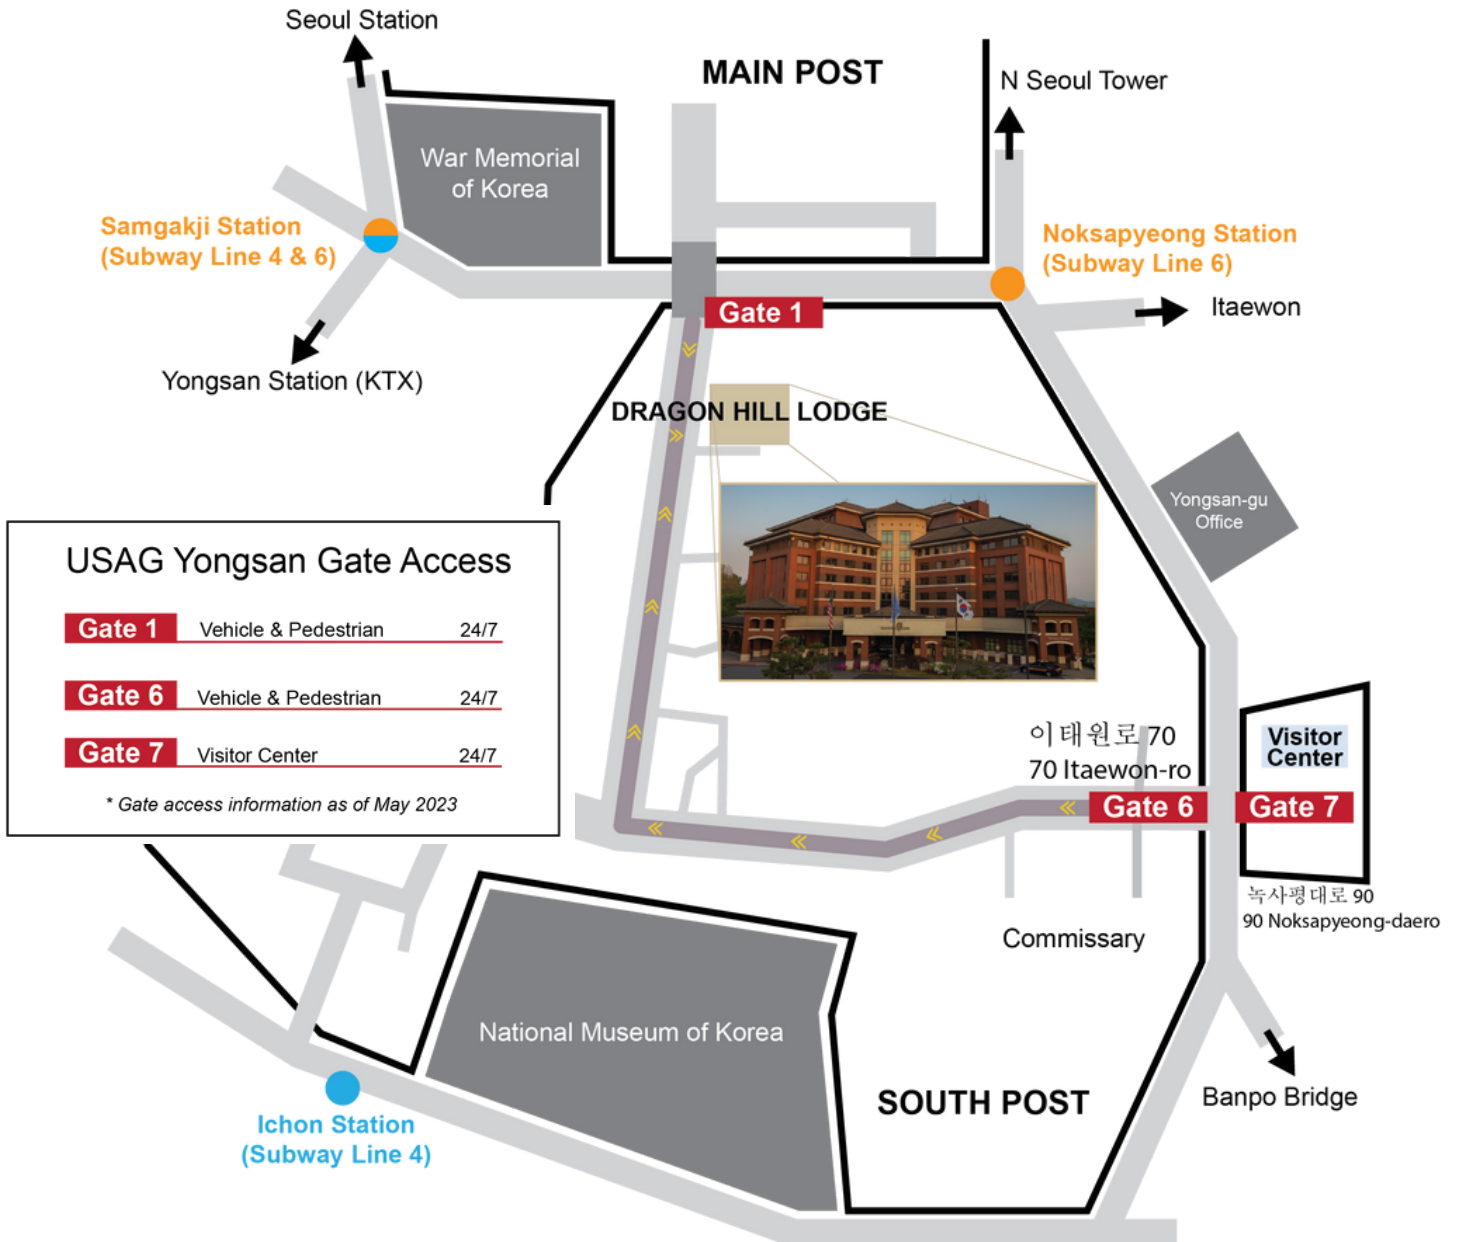 Seoul Station
MAIN POST
N Seoul Tower
War Memorial
of Korea
Samgakji Station
(Subway Line 4 & 6)
Noksapyeong Station
(Subway Line 6)
Itaewon
Gate 1
Yongsan Station (KTX)
DRAGON HILL LODGE
Yongsan-gu
Office
USAG Yongsan Gate Access
Gate 1 Vehicle & Pedestrian 24/7
Gate 6 Vehicle & Pedestrian 24/7
Gate 7 Visitor Center 24/7
* Gate access information as of May 2023
이태원로 70
70 Itaewon-ro
Visitor
Center
Gate 6
Gate 7
녹사평대로 90
90 Noksapyeong-daero
Commissary
National Museum of Korea
SOUTH POST
Banpo Bridge
Ichon Station
(Subway Line 4)